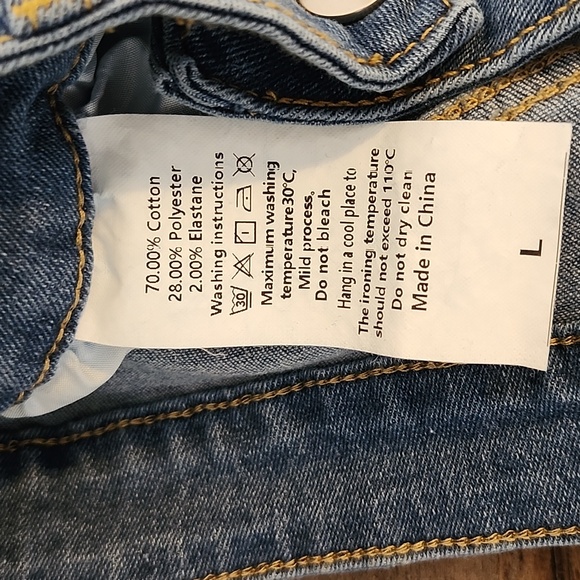 70.00% Cotton
28.00% Polyester
2.00% Elastane
Washing instructions
30
Maximum washing
temperature30°C,
Mild process。
Do not bleach
Hang in a cool place to
The ironing temperature
should not exceed 110°C
Do not dry clean
Made in China
L